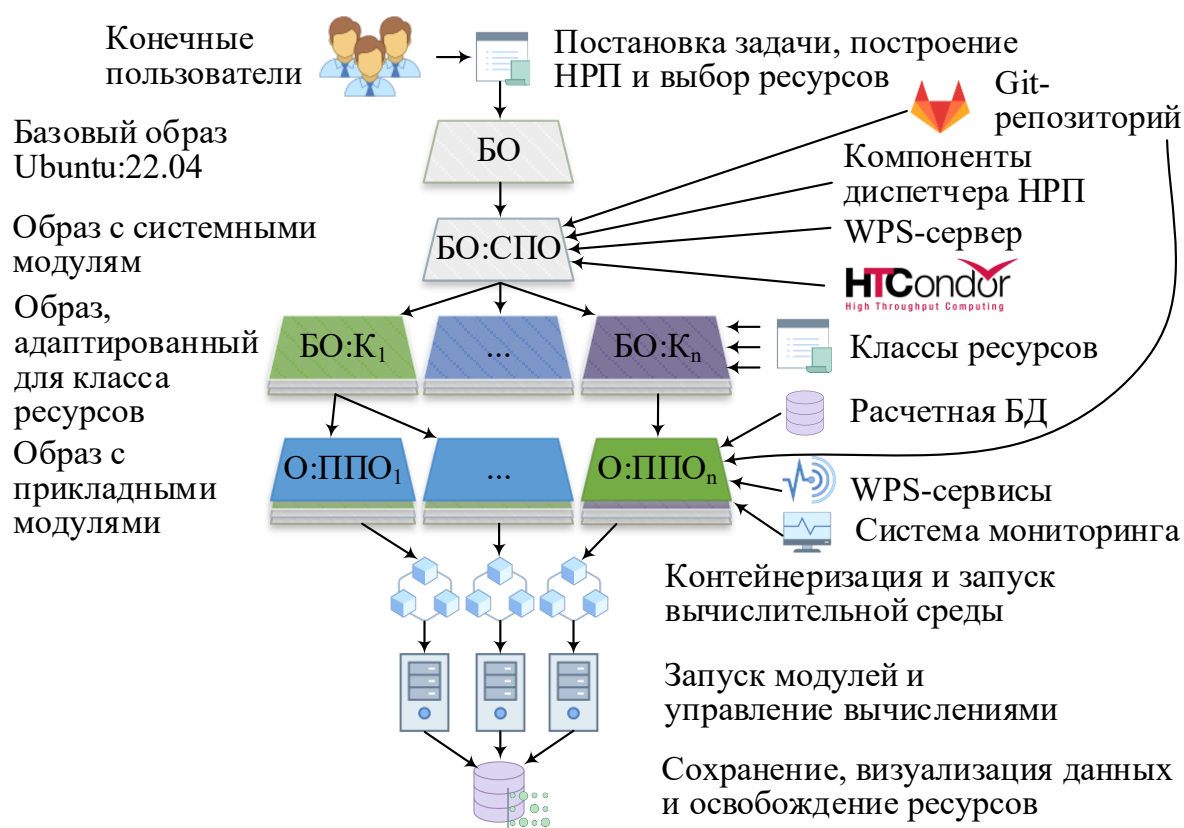 Конечные
пользователи
Постановка задачи, построение
НРП и выбор ресурсов
Git-
репозиторий
Базовый образ
Ubuntu:22.04
БО
Компоненты
диспетчера НРП
Образ с системными
модулям
БО:СПО
WPS-сервер
HTCondor
High Throughput Computing
Образ,
адаптированный
для класса
ресурсов
БО:К1
...
БО:Кn
Классы ресурсов
Расчетная БД
Образ с
прикладными
модулями
О:ППО1
...
О:ППОn
WPS-сервисы
Система мониторинга
Контейнеризация и запуск
вычислительной среды
Запуск модулей и
управление вычислениями
Сохранение, визуализация данных
и освобождение ресурсов